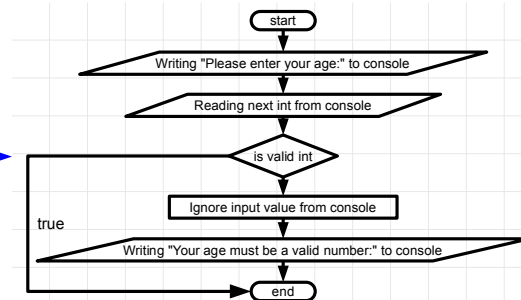 start
Writing "Please enter your age:" to console
Reading next int from console
is valid int
Ignore input value from console
true
Writing "Your age must be a valid number:" to console
end